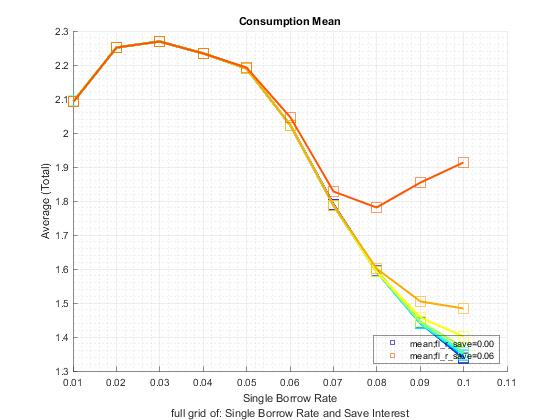 Consumption Mean
2.3
2.2
2.1
2
1.9
1.8
1.7
1.6
1.5
1.4
1.3
Average (Total)
0.01 0.02 0.03 0.04 0.05 0.06 0.07 0.08 0.09 0.1 0.11
mean;fl_r_save=0.00
mean;fl_r_save=0.06
Single Borrow Rate
full grid of: Single Borrow Rate and Save Interest